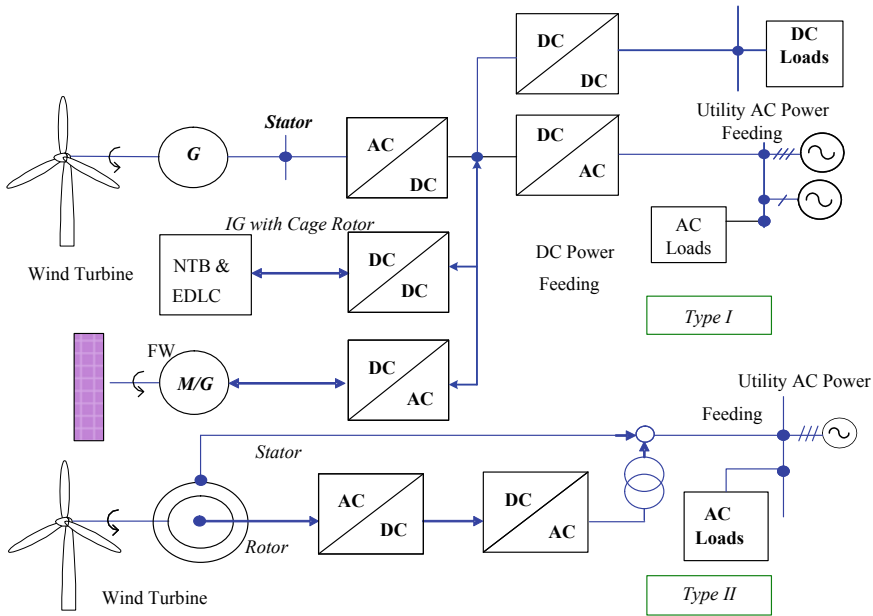 DC
DC
DC
Loads
Utility AC Power
Feeding
Stator
G
AC
DC
DC
AC
IG with Cage Rotor
AC
Loads
NTB &
EDLC
DC
DC
DC Power
Feeding
Wind Turbine
Type I
FW
M/G
DC
AC
Utility AC Power
Feeding
Stator
AC
DC
DC
AC
Rotor
AC
Loads
Wind Turbine
Type II